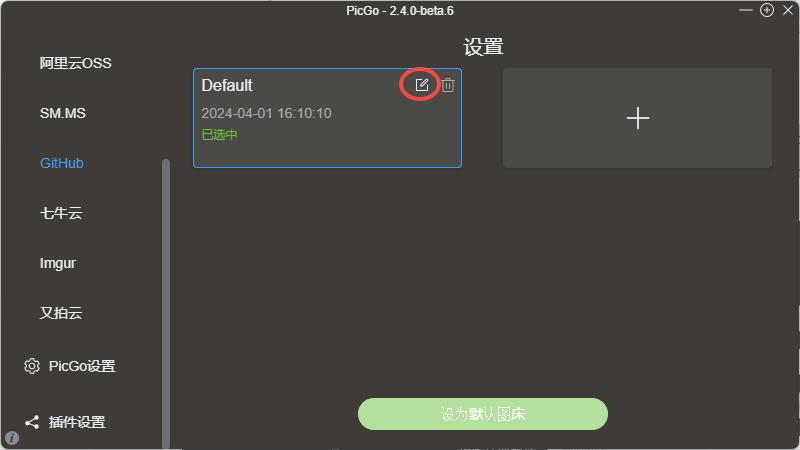 PicGo - 2.4.0-beta.6
阿里云OSS
SM.MS
GitHub
七牛云
Imgur
又拍云
PicGo设置
插件设置
设置
Default
2024-04-01 16:10:10
已选中
设为默认图床